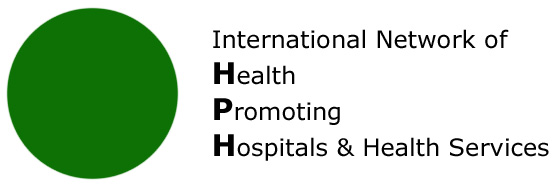 International Network of
Health
Promoting
Hospitals & Health Services